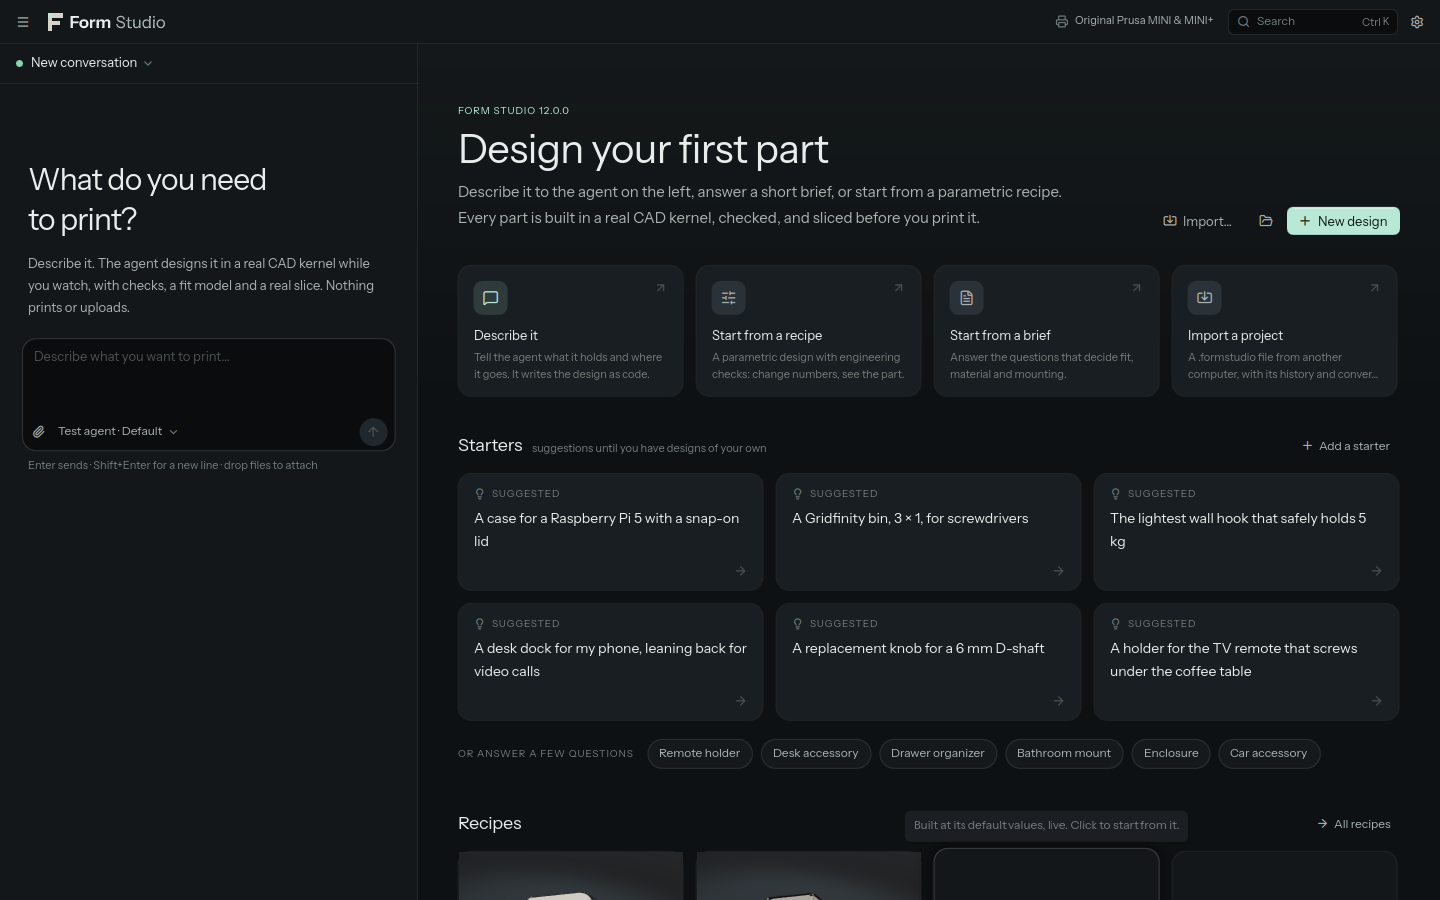 Form Studio
Original Prusa MINI & MINI+
Search
Ctrl K
New conversation
What do you need
to print?
Describe it. The agent designs it in a real CAD kernel while
you watch, with checks, a fit model and a real slice. Nothing
prints or uploads.
Describe what you want to print...
Test agent · Default
Enter sends · Shift+Enter for a new line · drop files to attach
FORM STUDIO 12.0.0
Design your first part
Describe it to the agent on the left, answer a short brief, or start from a parametric recipe.
Every part is built in a real CAD kernel, checked, and sliced before you print it.
Import...
New design
Describe it
Tell the agent what it holds and where
it goes. It writes the design as code.
Start from a recipe
A parametric design with engineering
checks: change numbers, see the part.
Start from a brief
Answer the questions that decide fit,
material and mounting.
Import a project
A .formstudio file from another
computer, with its history and conver...
Starters
suggestions until you have designs of your own
Add a starter
SUGGESTED
A case for a Raspberry Pi 5 with a snap-on
lid
SUGGESTED
A Gridfinity bin, 3 × 1, for screwdrivers
SUGGESTED
The lightest wall hook that safely holds 5
kg
SUGGESTED
A desk dock for my phone, leaning back for
video calls
SUGGESTED
A replacement knob for a 6 mm D-shaft
SUGGESTED
A holder for the TV remote that screws
under the coffee table
OR ANSWER A FEW QUESTIONS
Remote holder
Desk accessory
Drawer organizer
Bathroom mount
Enclosure
Car accessory
Recipes
Built at its default values, live. Click to start from it.
All recipes